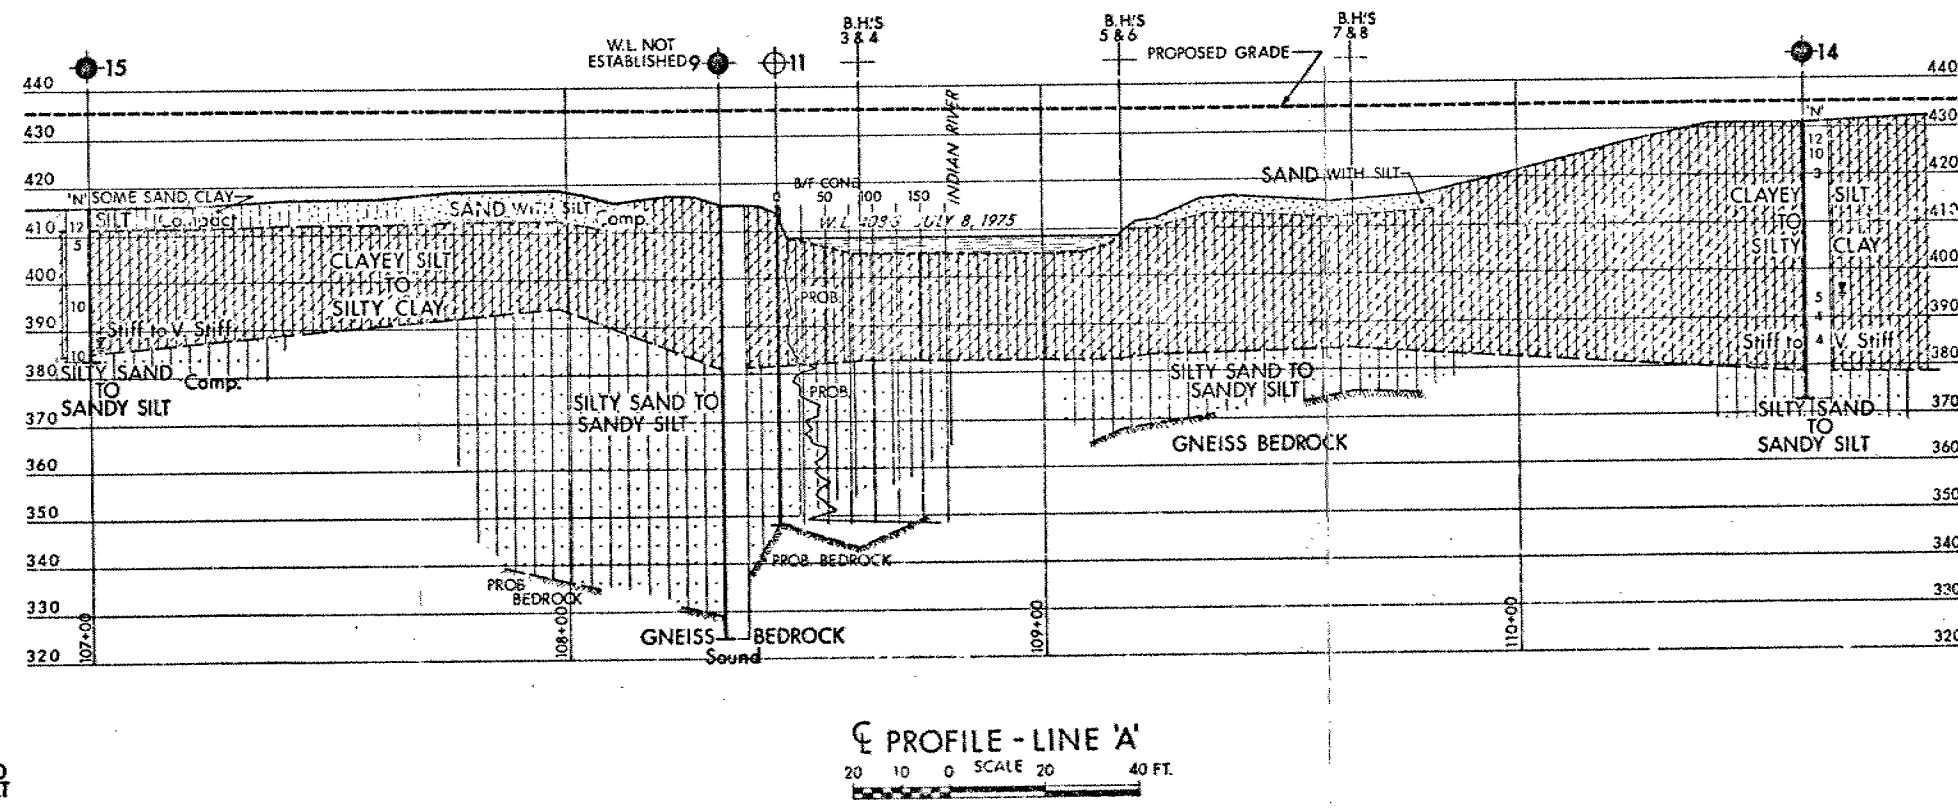 B.H.'S
3 & 4
B.H.'S
5 & 6
B.H.'S
7 & 8
W.L. NOT
ESTABLISHED
9
11
15
14
PROPOSED GRADE
440
430
420
410
400
390
380
370
360
350
340
330
320
440
430
420
410
400
390
380
370
360
350
340
330
320
INDIAN RIVER
'N'
SOME SAND, CLAY
SILT (Compact)
12
5
10
10
SAND WITH SILT
Comp.
CLAYEY SILT
TO
SILTY CLAY
Stiff to V. Stiff
SILTY SAND
TO
SANDY SILT
Comp.
B/F CONE
0 50 100 150
W.L. JULY 8, 1975
PROB.
PROB.
SILTY SAND TO
SANDY SILT
PROB.
BEDROCK
PROB. BEDROCK
GNEISS BEDROCK
Sound
SAND WITH SILT
SILTY SAND TO
SANDY SILT
GNEISS BEDROCK
'N'
12
10
3
CLAYEY SILT
TO
SILTY CLAY
5
4
4
Stiff to V. Stiff
SILTY SAND
TO
SANDY SILT
107+00
108+00
109+00
110+00
℄ PROFILE - LINE 'A'
20 10 0 SCALE 20 40 FT.